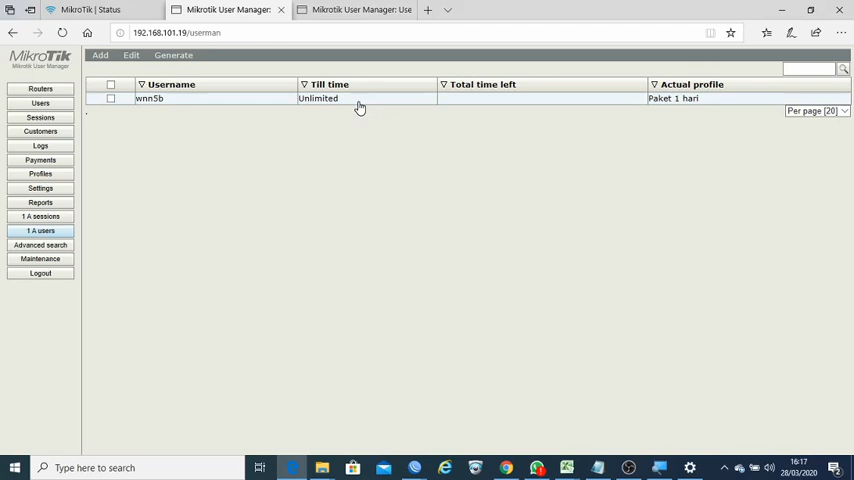 MikroTik | Status
Mikrotik User Manager:
Mikrotik User Manager: Use
192.168.101.19/userman
MikroTik
Mikrotik User Manager
Add Edit Generate
Username Till time Total time left Actual profile
wnn5b Unlimited Paket 1 hari
Per page [20]
Routers
Users
Sessions
Customers
Logs
Payments
Profiles
Settings
Reports
1 A sessions
1 A users
Advanced search
Maintenance
Logout
Type here to search
16:17
28/03/2020
2